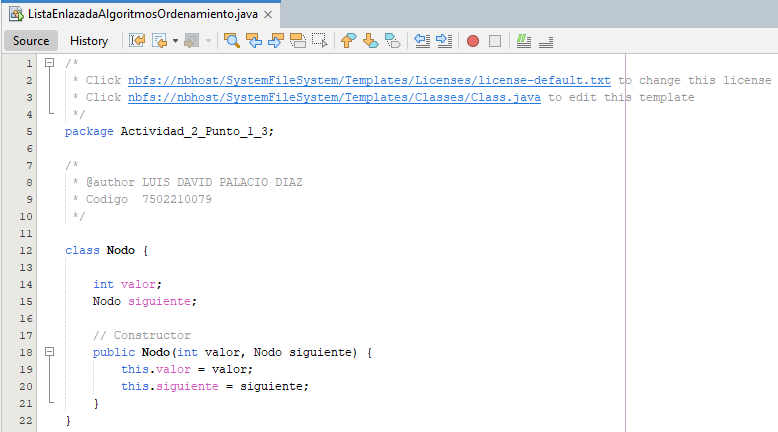 ListaEnlazadaAlgoritmosOrdenamiento.java
Source History
1 /*
2 * Click nbfs://nbhost/SystemFileSystem/Templates/Licenses/license-default.txt to change this license
3 * Click nbfs://nbhost/SystemFileSystem/Templates/Classes/Class.java to edit this template
4 */
5 package Actividad_2_Punto_1_3;
6
7 /*
8 * @author LUIS DAVID PALACIO DIAZ
9 * Codigo 7502210079
10 */
11
12 class Nodo {
13
14 int valor;
15 Nodo siguiente;
16
17 // Constructor
18 public Nodo(int valor, Nodo siguiente) {
19 this.valor = valor;
20 this.siguiente = siguiente;
21 }
22 }